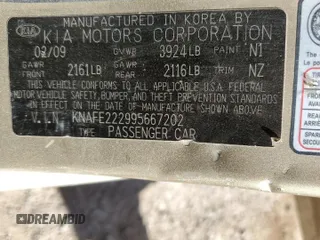 MANUFACTURED IN KOREA BY
KIA KIA MOTORS CORPORATION
02/09 GVWR 3924LB PAINT N1
GAWR FRONT 2161LB GAWR REAR 2116LB TRIM NZ
THIS VEHICLE CONFORMS TO ALL APPLICABLE U.S.A FEDERAL
MOTOR VEHICLE SAFETY, BUMPER, AND THEFT PREVENTION STANDARDS
IN EFFECT ON THE DATE OF MANUFACTURE SHOWN ABOVE.
V.I.N. KNAFE222995667202
TYPE PASSENGER CAR
DREAMBID